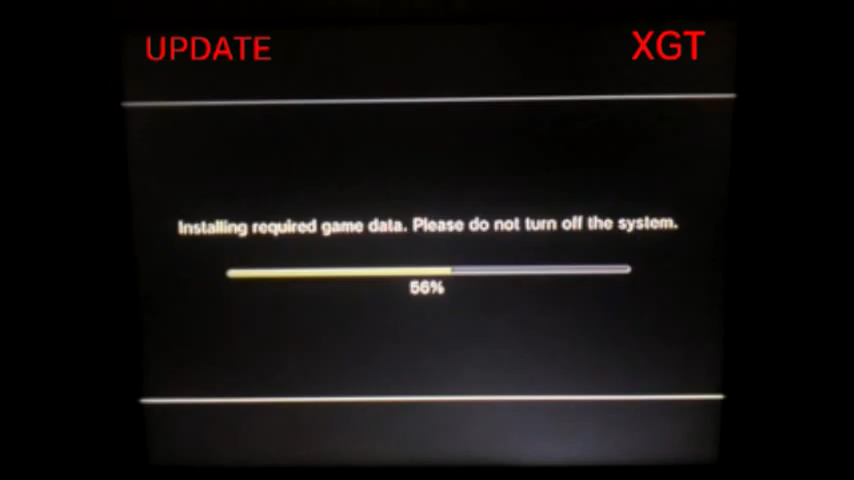 UPDATE XGT
Installing required game data. Please do not turn off the system.
56%